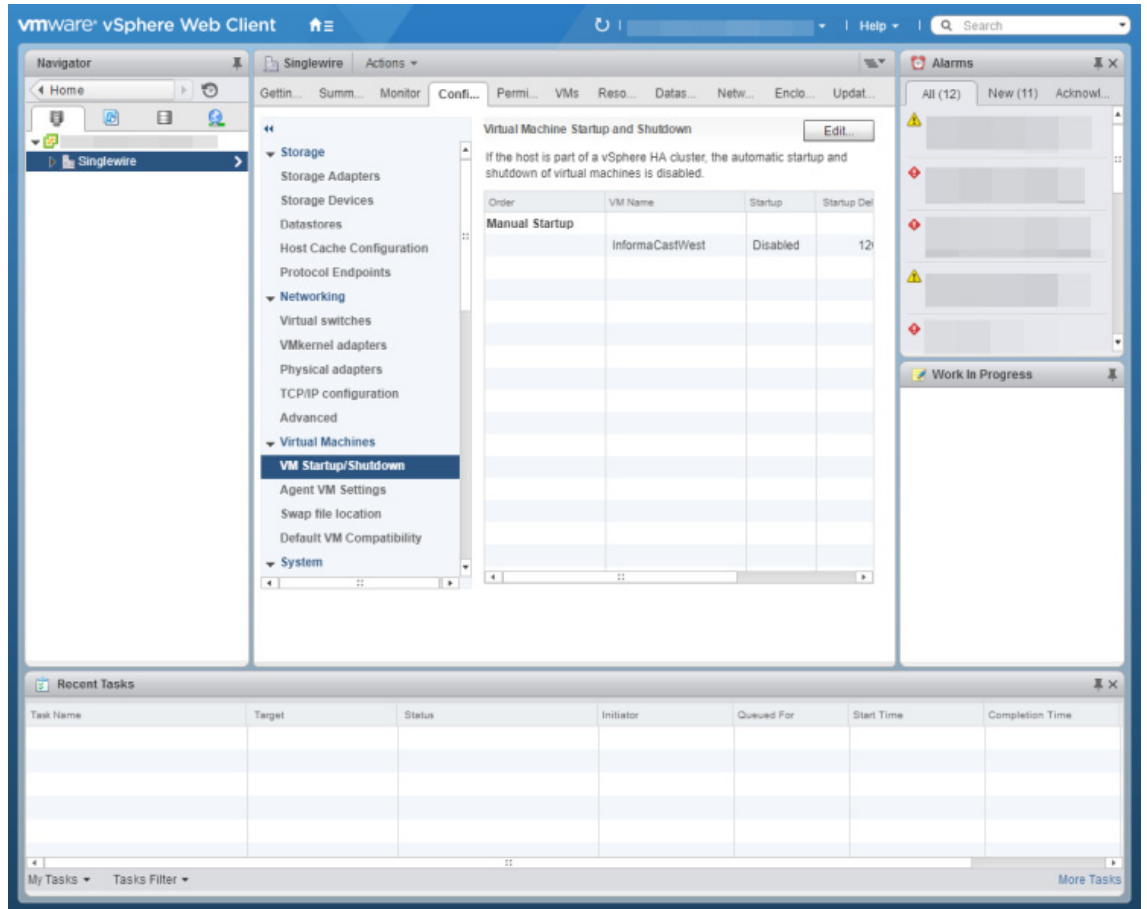 vmware® vSphere Web Client
Help
Search
Navigator
Home
Singlewire
Singlewire Actions
Gettin... Summ... Monitor Confi... Permi... VMs Reso... Datas... Netw... Enclo... Updat...
Storage
Storage Adapters
Storage Devices
Datastores
Host Cache Configuration
Protocol Endpoints
Networking
Virtual switches
VMkernel adapters
Physical adapters
TCP/IP configuration
Advanced
Virtual Machines
VM Startup/Shutdown
Agent VM Settings
Swap file location
Default VM Compatibility
System
Virtual Machine Startup and Shutdown
Edit...
If the host is part of a vSphere HA cluster, the automatic startup and
shutdown of virtual machines is disabled.
Order VM Name Startup Startup Del
Manual Startup
InformaCastWest Disabled 12
Alarms
All (12) New (11) Acknowl...
Work In Progress
Recent Tasks
Task Name Target Status Initiator Queued For Start Time Completion Time
My Tasks Tasks Filter More Tasks